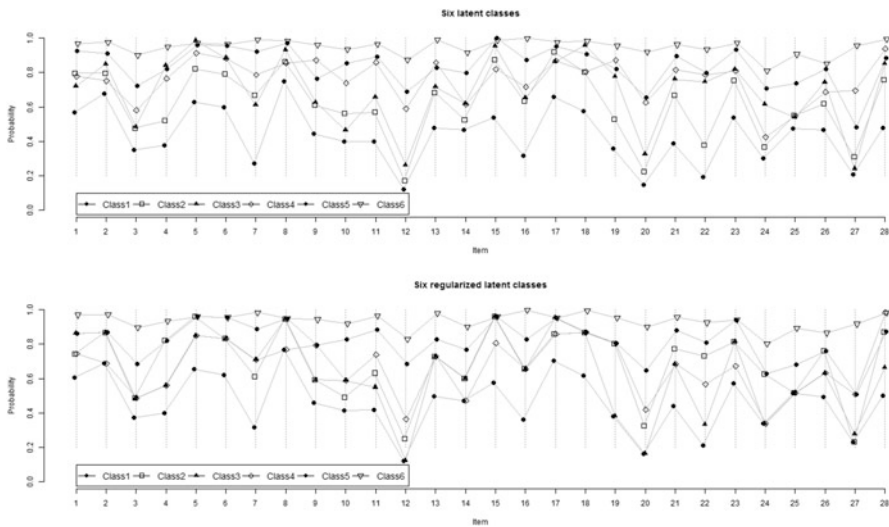 Six latent classes
Probability
1.0
0.8
0.6
0.4
0.2
0.0
Class1 Class2 Class3 Class4 Class5 Class6
1 2 3 4 5 6 7 8 9 10 11 12 13 14 15 16 17 18 19 20 21 22 23 24 25 26 27 28
Item
Six regularized latent classes
Probability
1.0
0.8
0.6
0.4
0.2
0.0
Class1 Class2 Class3 Class4 Class5 Class6
1 2 3 4 5 6 7 8 9 10 11 12 13 14 15 16 17 18 19 20 21 22 23 24 25 26 27 28
Item